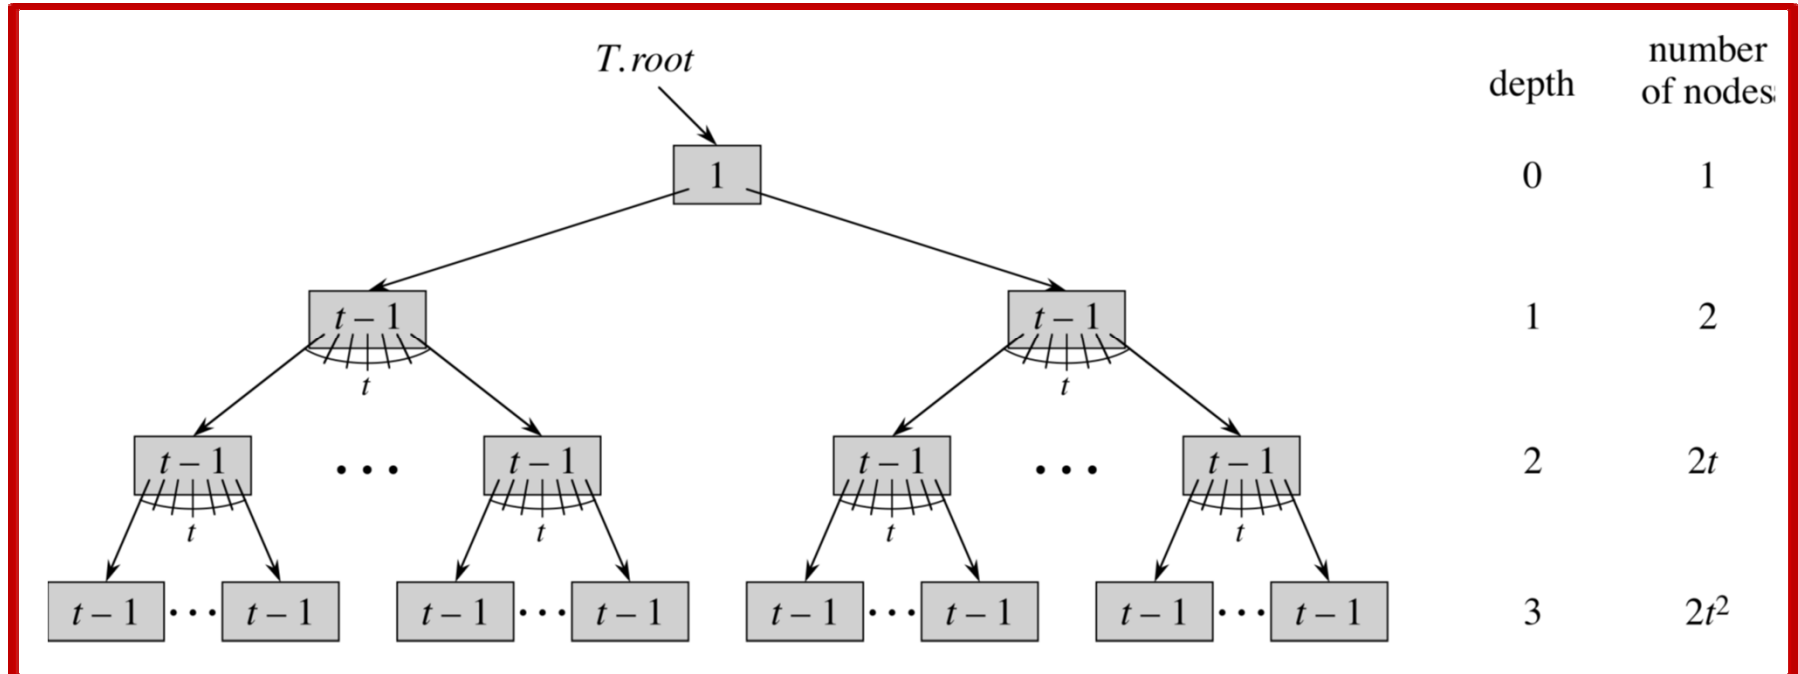 T.root
depth
number
of nodes
1
0
1
t – 1
t – 1
1
2
t
t
t – 1
• • •
t – 1
t – 1
• • •
t – 1
2
2t
t
t
t
t
t – 1 • • • t – 1
t – 1 • • • t – 1
t – 1 • • • t – 1
t – 1 • • • t – 1
3
2t²